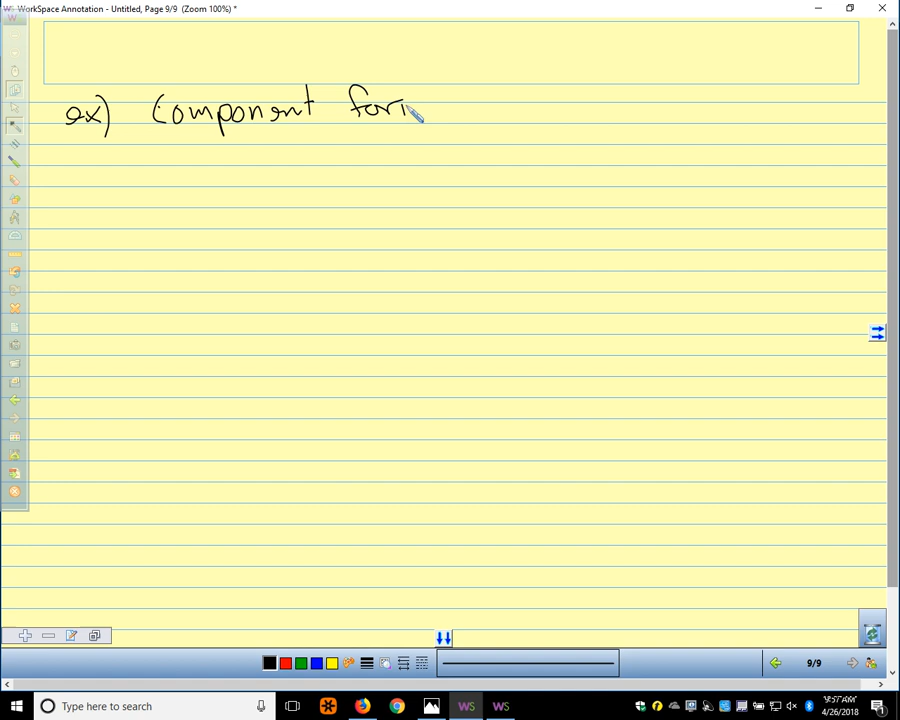 WorkSpace Annotation - Untitled, Page 9/9 (Zoom 100%) *
ex) Component for
9/9
Type here to search
4/26/2018